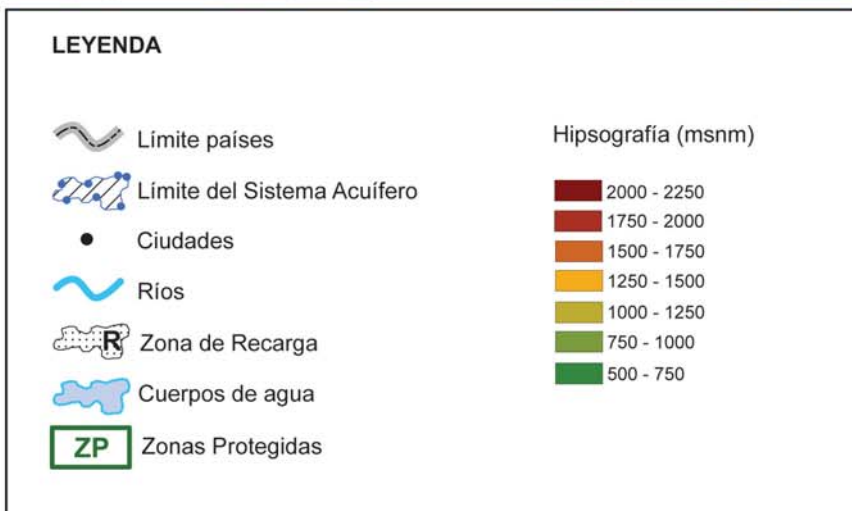 LEYENDA
Límite países
Límite del Sistema Acuífero
Ciudades
Ríos
R Zona de Recarga
Cuerpos de agua
ZP Zonas Protegidas
Hipsografía (msnm)
2000 - 2250
1750 - 2000
1500 - 1750
1250 - 1500
1000 - 1250
750 - 1000
500 - 750